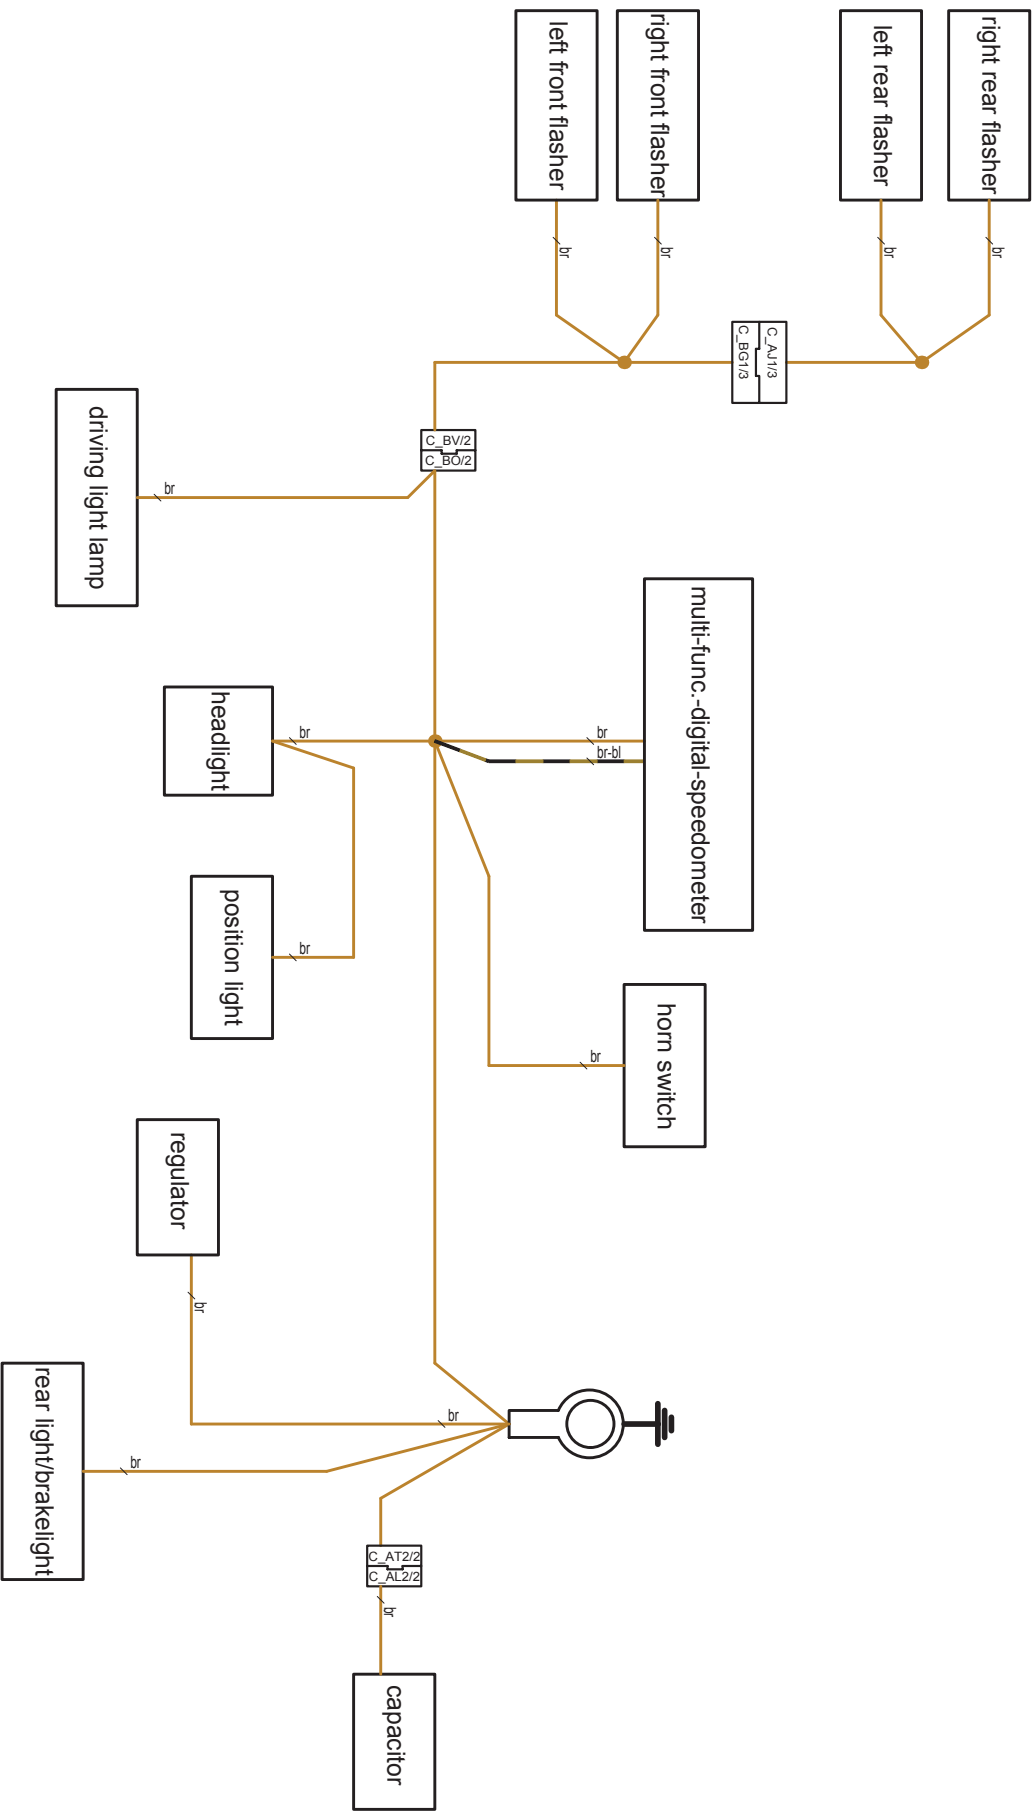 left front flasher
right front flasher
left rear flasher
right rear flasher
br
br
br
br
C_AJ1/3
C_BG1/3
driving light lamp
C_BV/2
C_BO/2
br
multi-func.-digital-speedometer
headlight
br
br
br-bl
position light
br
horn switch
br
regulator
br
br
rear light/brakelight
br
C_AT2/2
C_AL2/2
br
capacitor